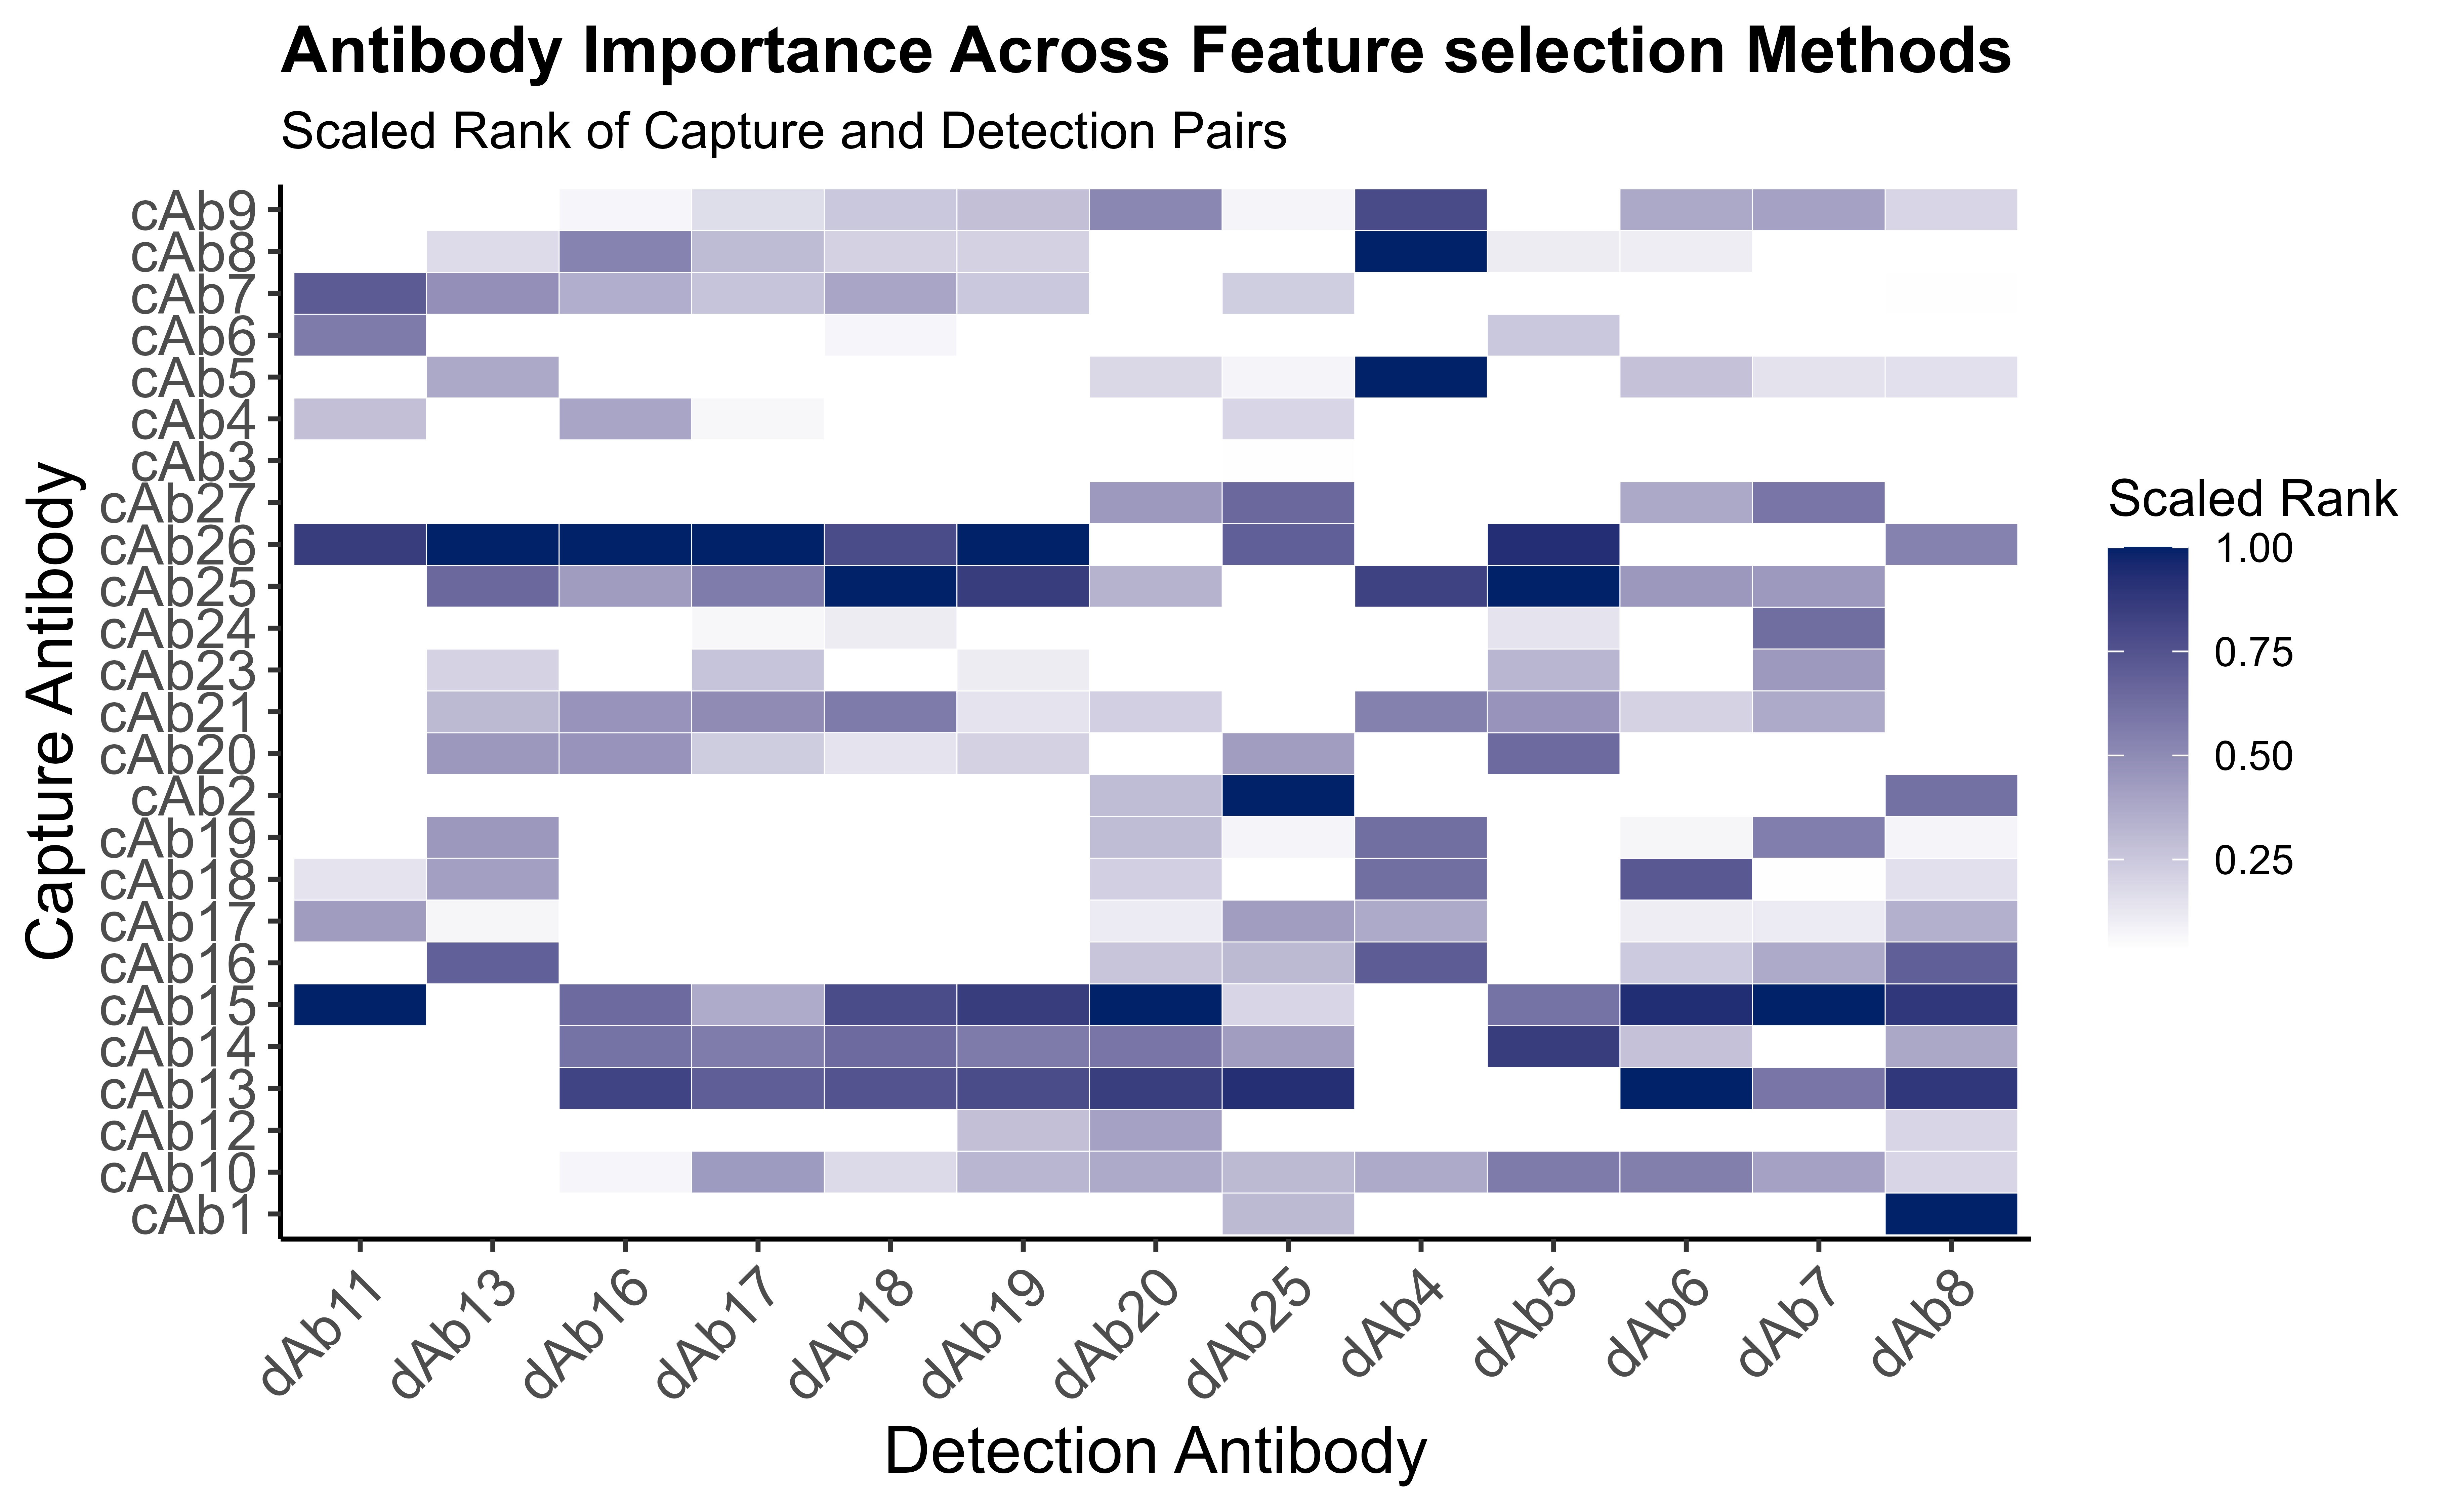 Antibody Importance Across Feature selection Methods
Scaled Rank of Capture and Detection Pairs
Capture Antibody
cAb9
cAb8
cAb7
cAb6
cAb5
cAb4
cAb3
cAb27
cAb26
cAb25
cAb24
cAb23
cAb21
cAb20
cAb2
cAb19
cAb18
cAb17
cAb16
cAb15
cAb14
cAb13
cAb12
cAb10
cAb1
dAb11
dAb13
dAb16
dAb17
dAb18
dAb19
dAb20
dAb25
dAb4
dAb5
dAb6
dAb7
dAb8
Detection Antibody
Scaled Rank
1.00
0.75
0.50
0.25